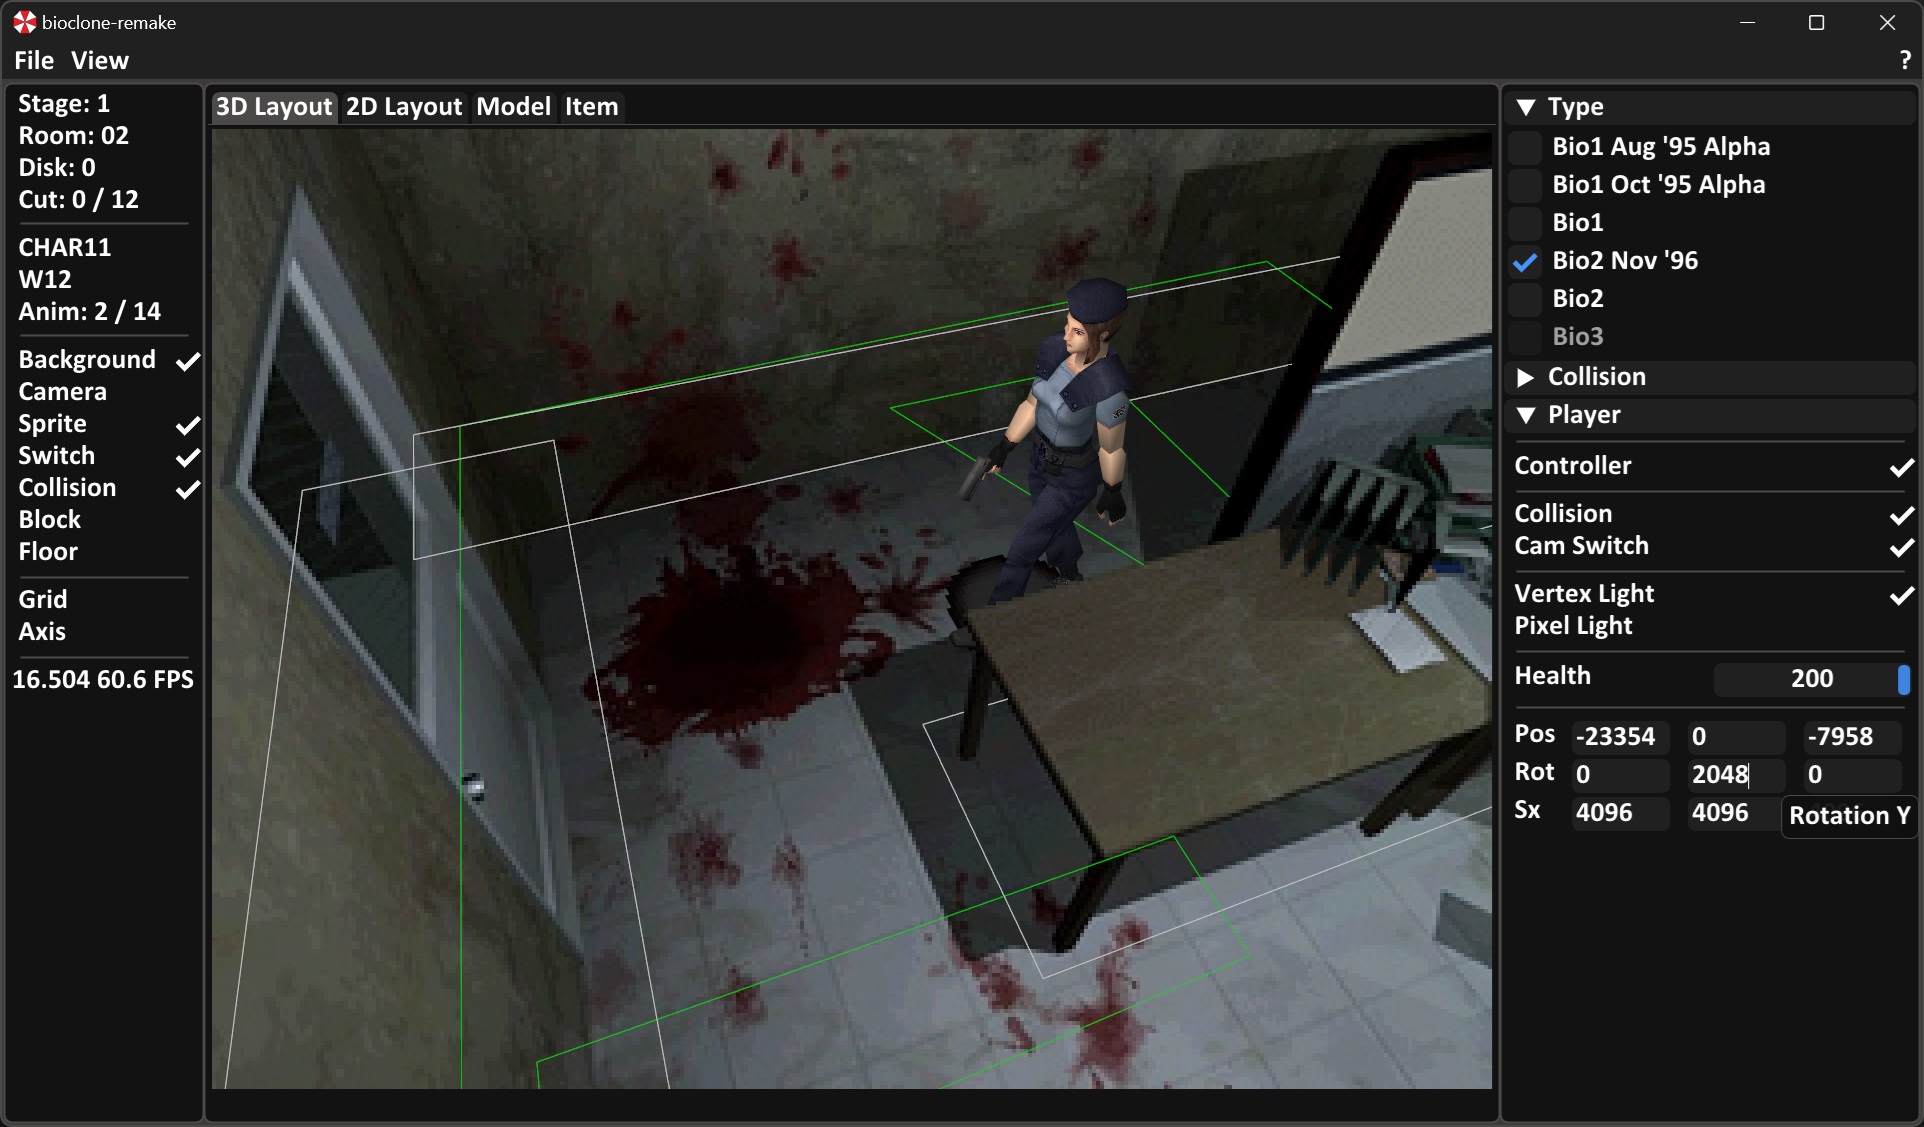 bioclone-remake
File View ?
Stage: 1
Room: 02
Disk: 0
Cut: 0 / 12
CHAR11
W12
Anim: 2 / 14
Background
Camera
Sprite
Switch
Collision
Block
Floor
Grid
Axis
16.504 60.6 FPS
3D Layout 2D Layout Model Item
Type
Bio1 Aug '95 Alpha
Bio1 Oct '95 Alpha
Bio1
Bio2 Nov '96
Bio2
Bio3
Collision
Player
Controller
Collision
Cam Switch
Vertex Light
Pixel Light
Health 200
Pos -23354 0 -7958
Rot 0 2048 0
Sx 4096 4096
Rotation Y